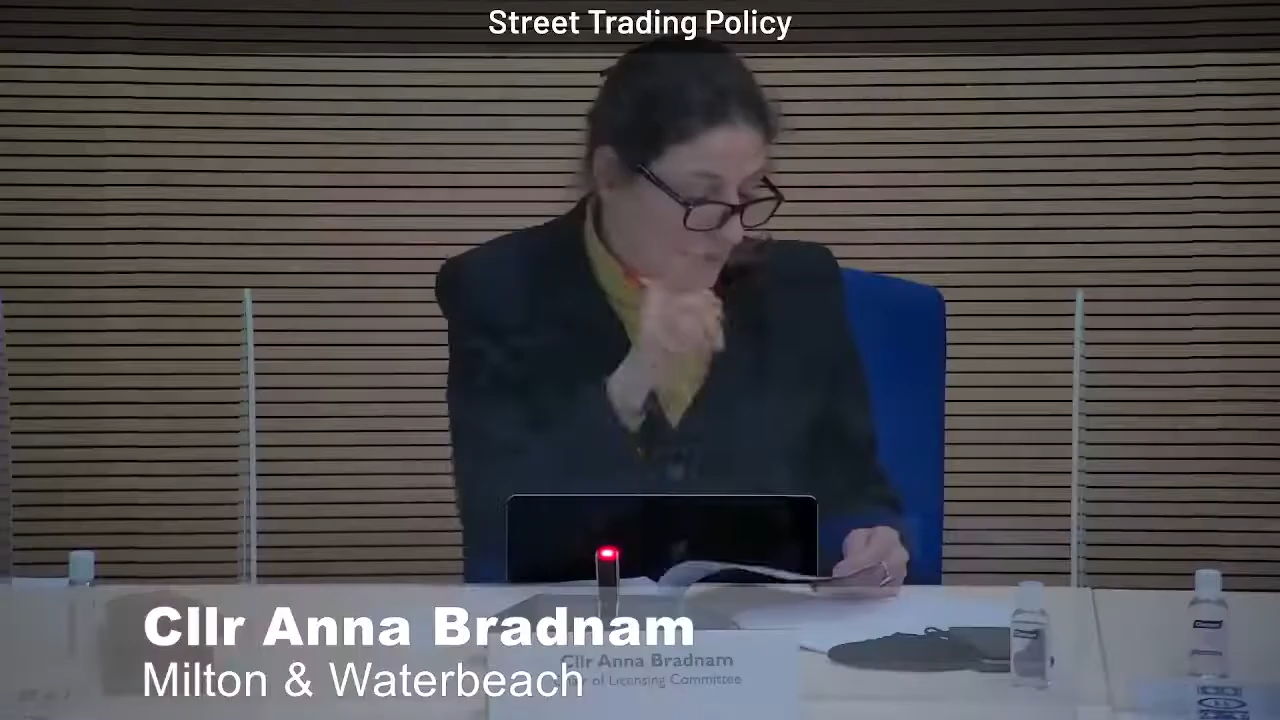 Street Trading Policy
Cllr Anna Bradnam
Milton & Waterbeach
Cllr Anna Bradnam
of Licensing Committee